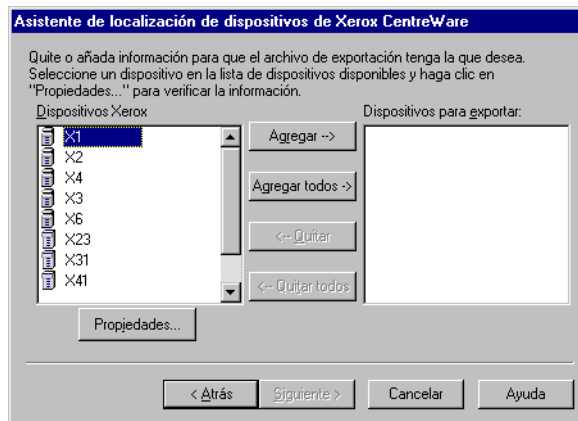 Asistente de localización de dispositivos de Xerox CentreWare
Quite o añada información para que el archivo de exportación tenga la que desea.
Seleccione un dispositivo en la lista de dispositivos disponibles y haga clic en
"Propiedades..." para verificar la información.
Dispositivos Xerox
Dispositivos para exportar:
X1
X2
X4
X3
X6
X23
X31
X41
Agregar -->
Agregar todos ->
<-- Quitar
<-- Quitar todos
Propiedades...
< Atrás
Siguiente >
Cancelar
Ayuda